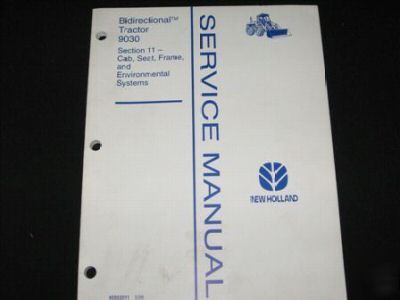 Bidirectional™
Tractor
9030
Section 11 –
Cab, Seat, Frame,
and
Environmental
Systems
SERVICE MANUAL
NEW HOLLAND